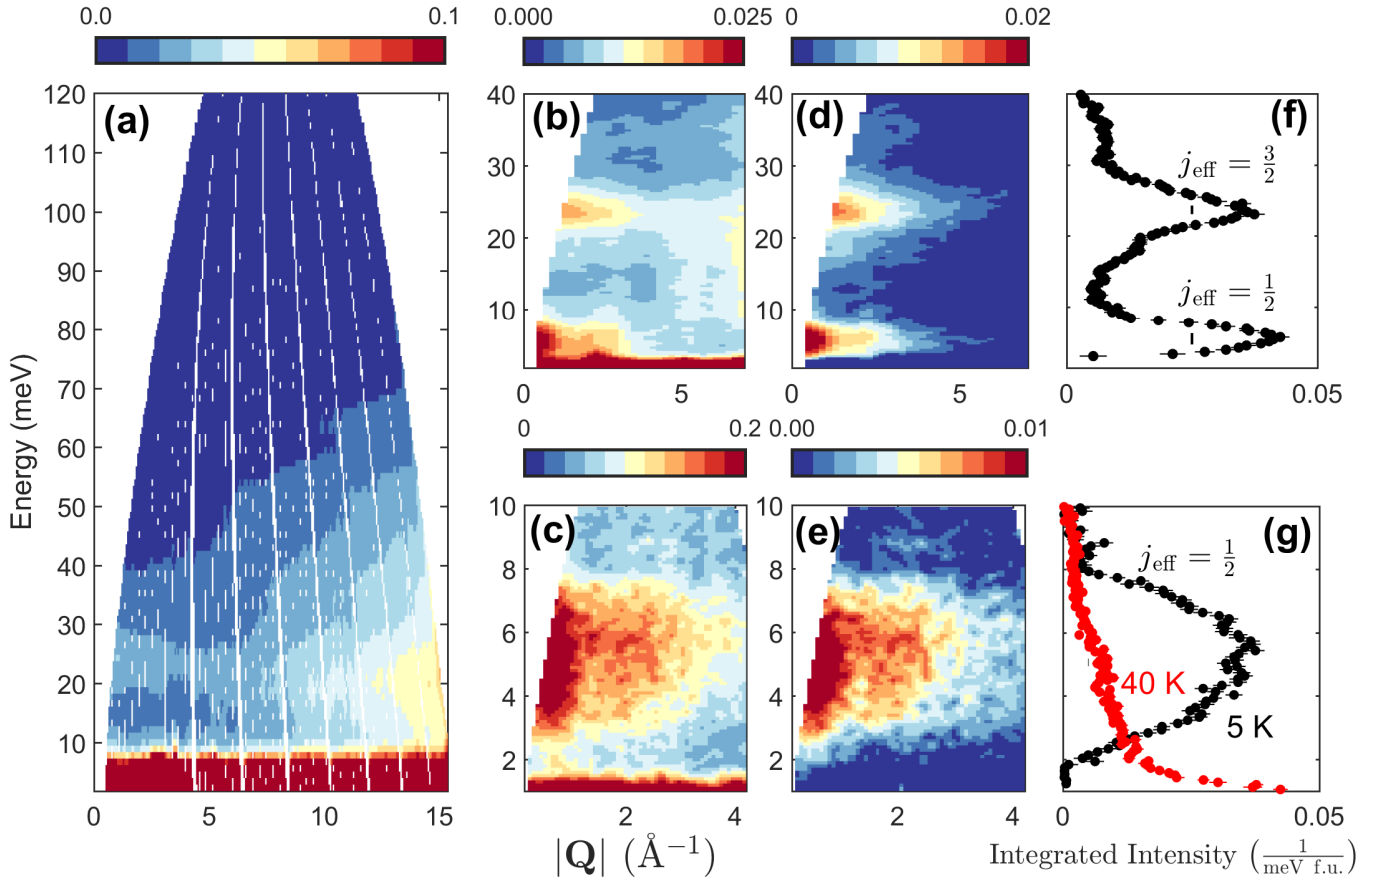 0.0 0.1
0.000 0.025
0 0.02
(a)
120
110
100
90
80
70
60
50
40
30
20
10
0 5 10 15
Energy (meV)
(b)
40
30
20
10
0 5
(d)
5
(f)
j_eff = 3/2
j_eff = 1/2
0 0.05
0 0.2
0.00 0.01
(c)
10
8
6
4
2
2 4
(e)
10
8
6
4
2
2 4
(g)
j_eff = 1/2
40 K
5 K
0 0.05
|Q| (Å⁻¹)
Integrated Intensity (1/meV f.u.)
40
30
20
10
0